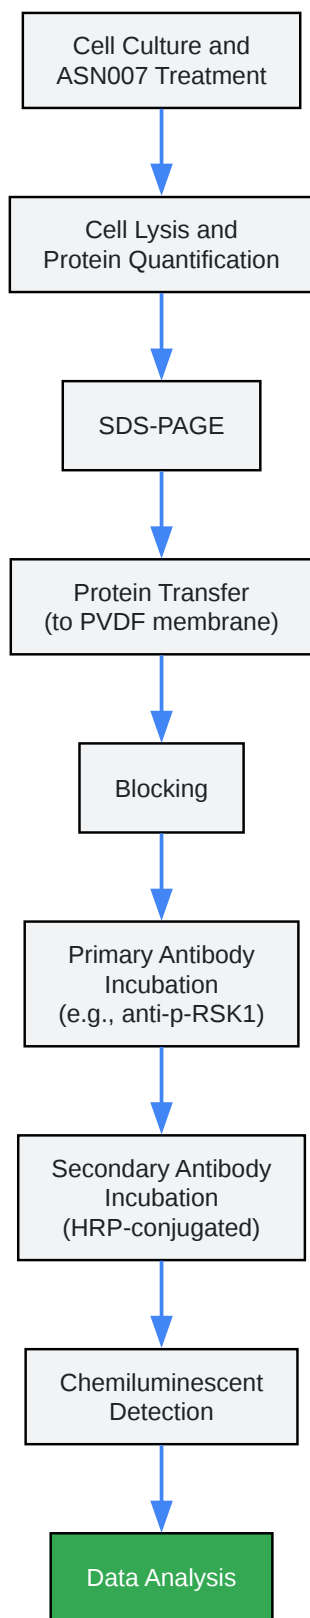 Cell Culture and
ASN007 Treatment
Cell Lysis and
Protein Quantification
SDS-PAGE
Protein Transfer
(to PVDF membrane)
Blocking
Primary Antibody
Incubation
(e.g., anti-p-RSK1)
Secondary Antibody
Incubation
(HRP-conjugated)
Chemiluminescent
Detection
Data Analysis